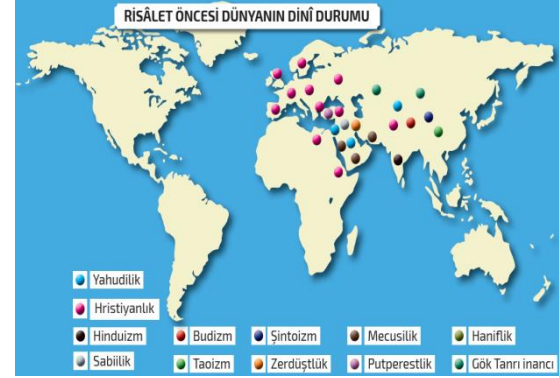 RİSÂLET ÖNCESİ DÜNYANIN DİNÎ DURUMU
Yahudilik
Hristiyanlık
Hinduizm
Budizm
Şintoizm
Mecusilik
Haniflik
Sabiilik
Taoizm
Zerdüştlük
Putperestlik
Gök Tanrı inancı